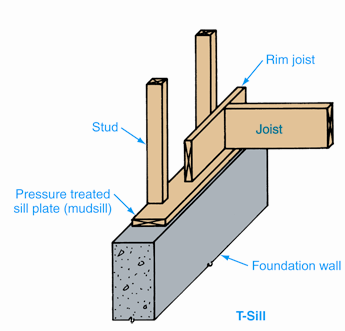 Rim joist
Stud
Joist
Pressure treated
sill plate (mudsill)
Foundation wall
T-Sill